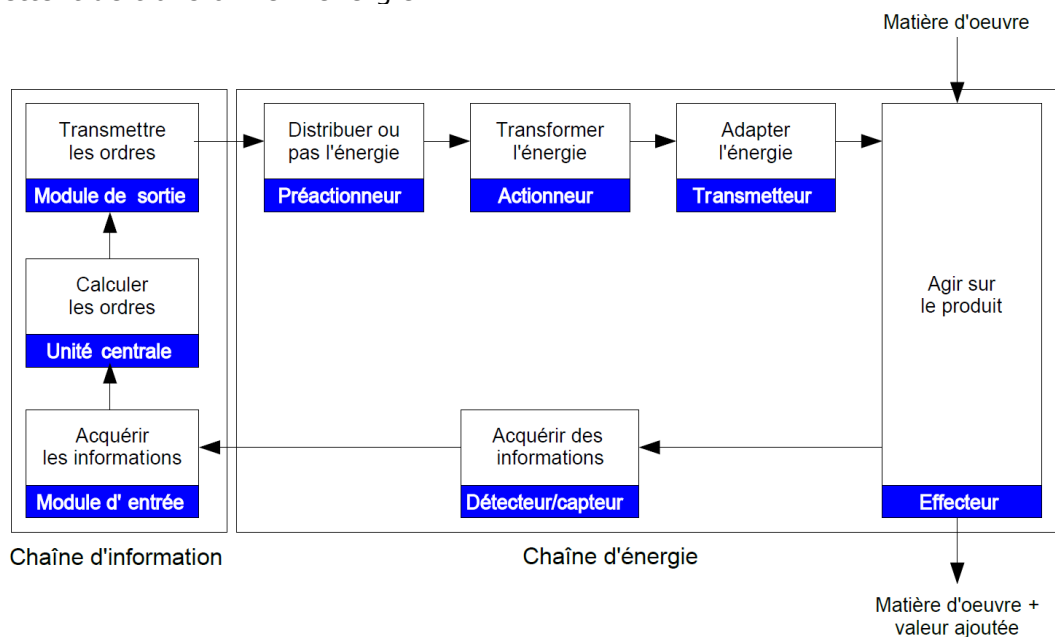 Matière d'oeuvre
Transmettre
les ordres
Module de sortie
Distribuer ou
pas l'énergie
Préactionneur
Transformer
l'énergie
Actionneur
Adapter
l'énergie
Transmetteur
Calculer
les ordres
Unité centrale
Agir sur
le produit
Acquérir
les informations
Module d' entrée
Acquérir des
informations
Détecteur/capteur
Effecteur
Chaîne d'information
Chaîne d'énergie
Matière d'oeuvre +
valeur ajoutée